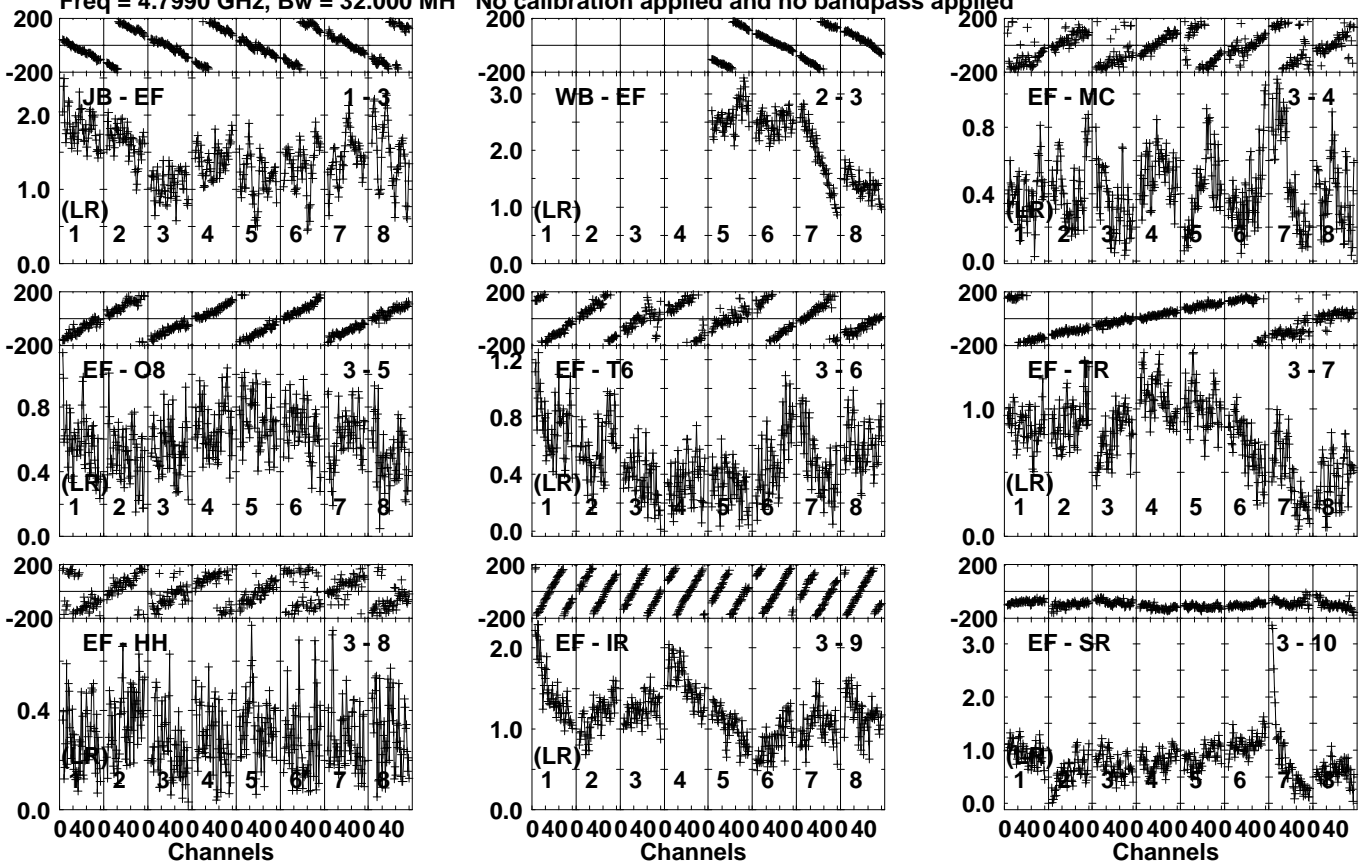 Freq = 4.7990 GHz, Bw = 32.000 MH No calibration applied and no bandpass applied
200
-200
JB - EF 1 - 3
2.0
1.0
0.0
(LR)
1 2 3 4 5 6 7 8
200
-200
WB - EF 2 - 3
3.0
2.0
1.0
0.0
(LR)
1 2 3 4 5 6 7 8
200
-200
EF - MC 3 - 4
0.8
0.4
0.0
(LR)
1 2 3 4 5 6 7 8
200
-200
EF - O8 3 - 5
0.8
0.4
0.0
(LR)
1 2 3 4 5 6 7 8
200
-200
EF - T6 3 - 6
1.2
0.8
0.4
0.0
(LR)
1 2 3 4 5 6 7 8
200
-200
EF - TR 3 - 7
1.0
0.0
(LR)
1 2 3 4 5 6 7 8
200
-200
EF - HH 3 - 8
0.4
0.0
(LR)
1 2 3 4 5 6 7 8
0 40 0 40 0 40 0 40 0 40 0 40 0 40 0 40
Channels
200
-200
EF - IR 3 - 9
2.0
1.0
0.0
(LR)
1 2 3 4 5 6 7 8
0 40 0 40 0 40 0 40 0 40 0 40 0 40 0 40
Channels
200
-200
EF - SR 3 - 10
3.0
2.0
1.0
0.0
(LR)
1 2 3 4 5 6 7 8
0 40 0 40 0 40 0 40 0 40 0 40 0 40 0 40
Channels